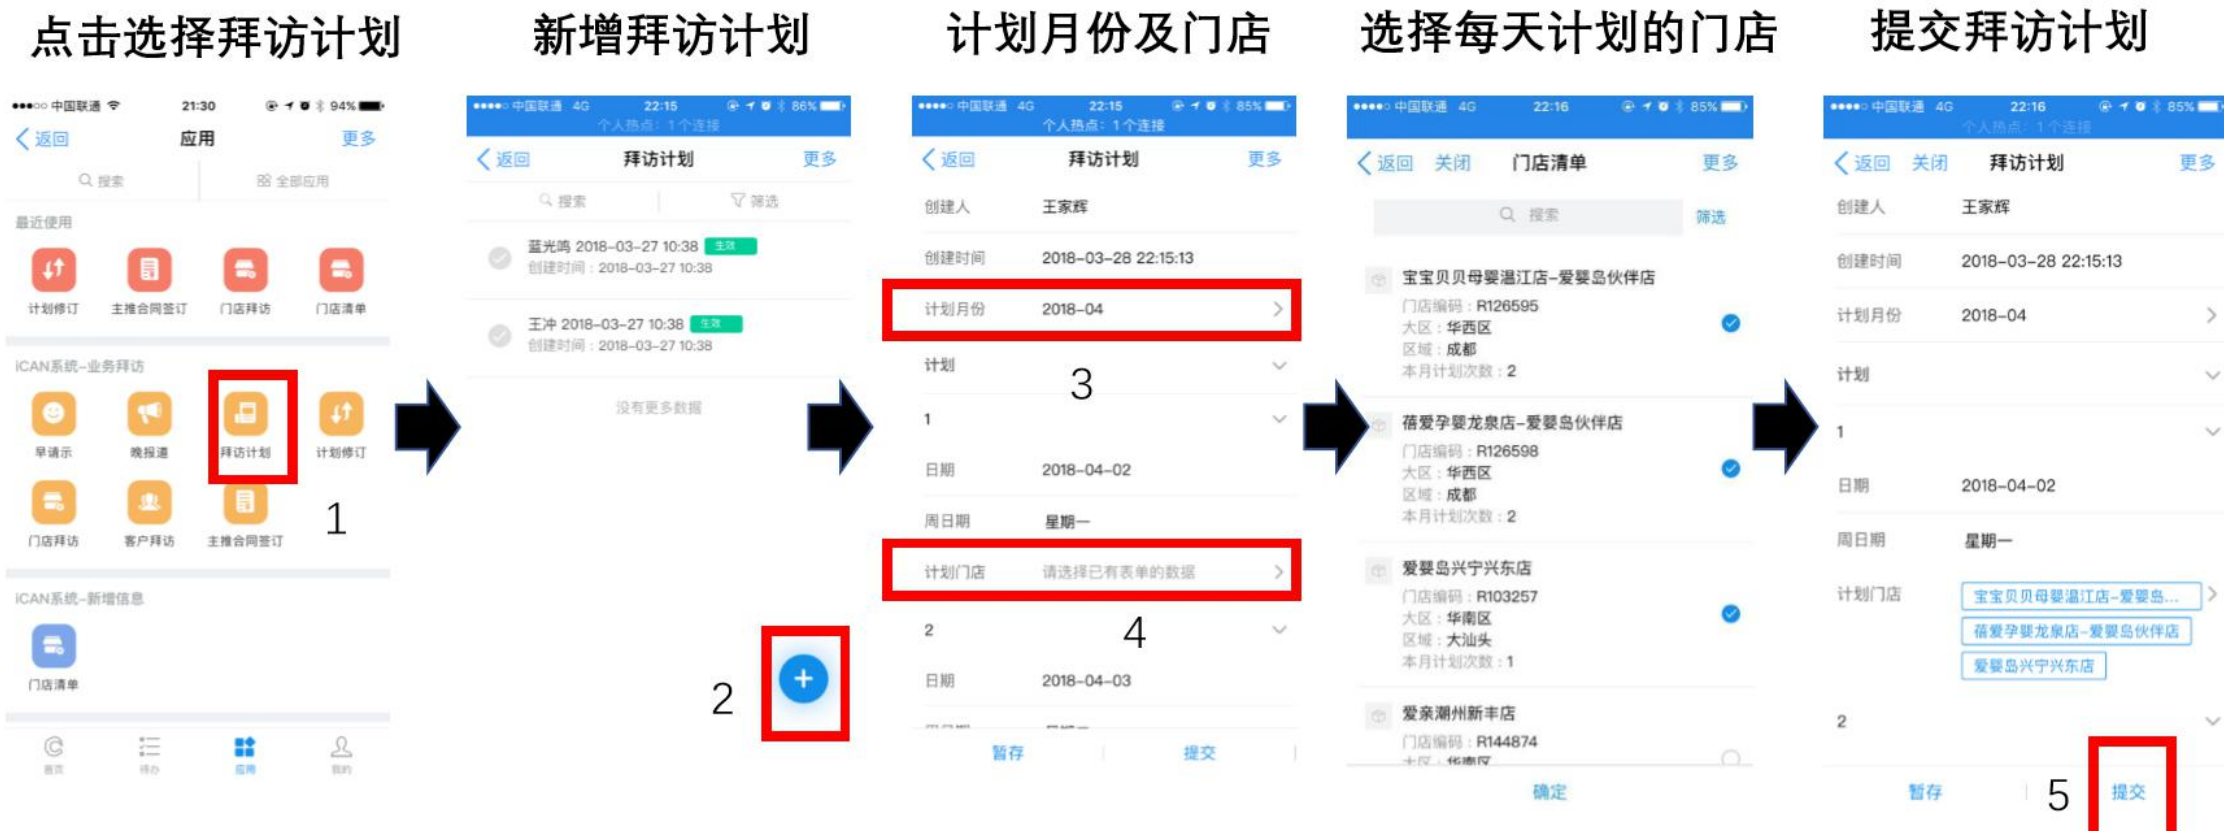 点击选择拜访计划
新增拜访计划
计划月份及门店
选择每天计划的门店
提交拜访计划
中国联通
21:30
94%
返回
应用
更多
搜索
全部应用
最近使用
计划修订
主推合同签订
门店拜访
门店清单
iCAN系统-业务拜访
早请示
晚报道
拜访计划
计划修订
门店拜访
客户拜访
主推合同签订
1
iCAN系统-新增信息
门店清单
首页
待办
应用
我的
中国联通 4G
22:15
86%
个人热点：1个连接
返回
拜访计划
更多
搜索
筛选
蓝光鸣 2018-03-27 10:38 生效
创建时间：2018-03-27 10:38
王冲 2018-03-27 10:38 生效
创建时间：2018-03-27 10:38
没有更多数据
2
+
中国联通 4G
22:15
85%
个人热点：1个连接
返回
拜访计划
更多
创建人 王家辉
创建时间 2018-03-28 22:15:13
计划月份 2018-04
计划
3
1
日期 2018-04-02
周日期 星期一
计划门店 请选择已有表单的数据
2
4
日期 2018-04-03
暂存
提交
中国联通 4G
22:16
85%
返回 关闭
门店清单
更多
搜索
筛选
宝宝贝贝母婴温江店-爱婴岛伙伴店
门店编码：R126595
大区：华西区
区域：成都
本月计划次数：2
蓓爱孕婴龙泉店-爱婴岛伙伴店
门店编码：R126598
大区：华西区
区域：成都
本月计划次数：2
爱婴岛兴宁兴东店
门店编码：R103257
大区：华南区
区域：大汕头
本月计划次数：1
爱亲潮州新丰店
门店编码：R144874
大区：华南区
确定
中国联通 4G
22:16
85%
个人热点：1个连接
返回 关闭
拜访计划
更多
创建人 王家辉
创建时间 2018-03-28 22:15:13
计划月份 2018-04
计划
1
日期 2018-04-02
周日期 星期一
计划门店 宝宝贝贝母婴温江店-爱婴岛...
蓓爱孕婴龙泉店-爱婴岛伙伴店
爱婴岛兴宁兴东店
2
暂存
5
提交